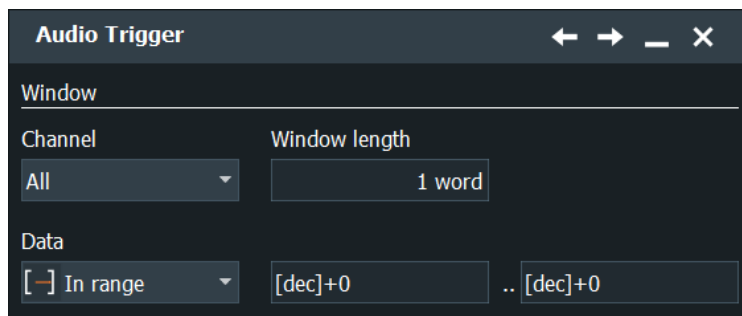 Audio Trigger
Window
Channel Window length
All 1 word
Data
In range [dec]+0 .. [dec]+0